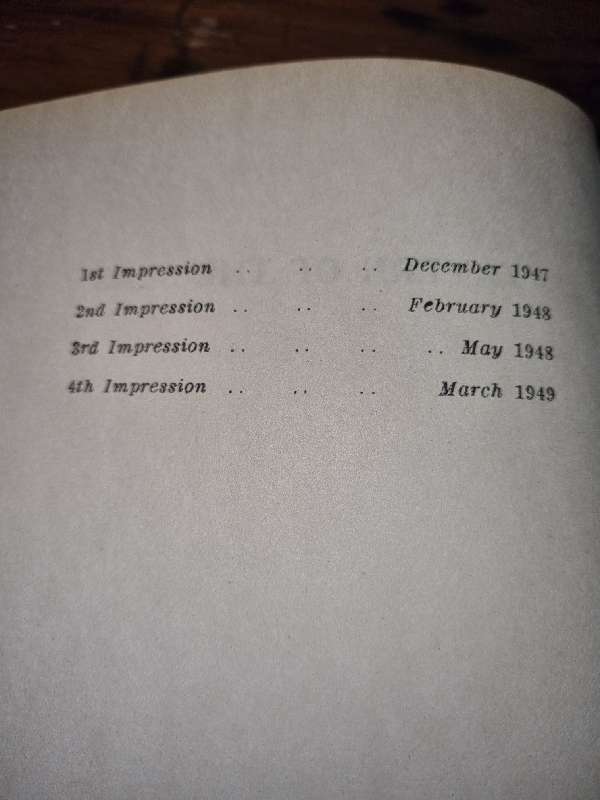 1st Impression .. .. .. December 1947
2nd Impression .. .. .. February 1948
3rd Impression .. .. .. .. May 1948
4th Impression .. .. .. March 1949